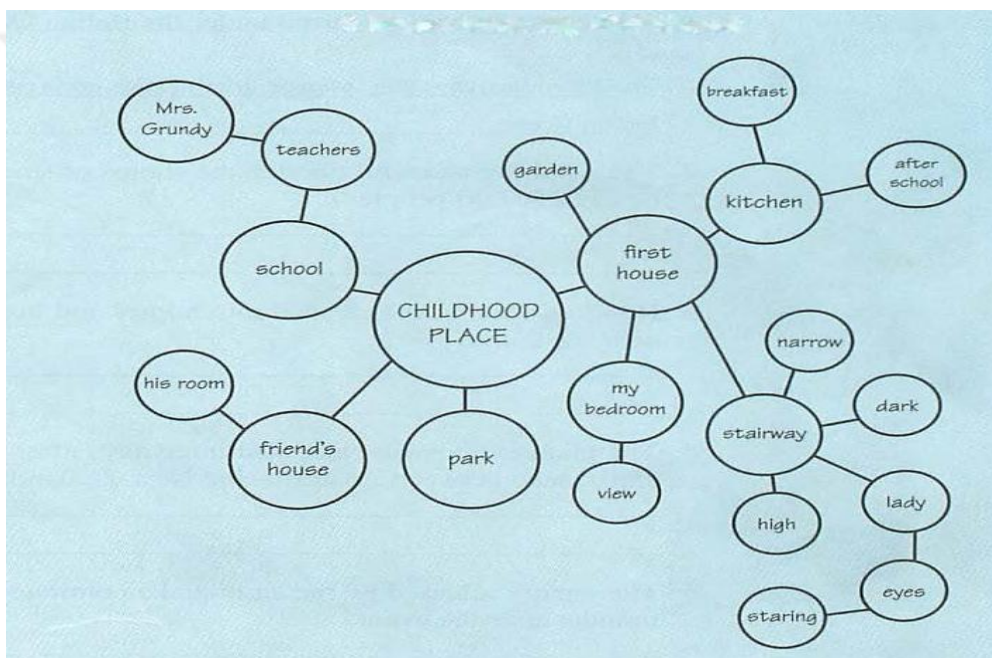 breakfast
Mrs.
Grundy
teachers
garden
after
school
kitchen
school
first
house
CHILDHOOD
PLACE
narrow
his room
my
bedroom
dark
stairway
friend's
house
park
view
lady
high
eyes
staring